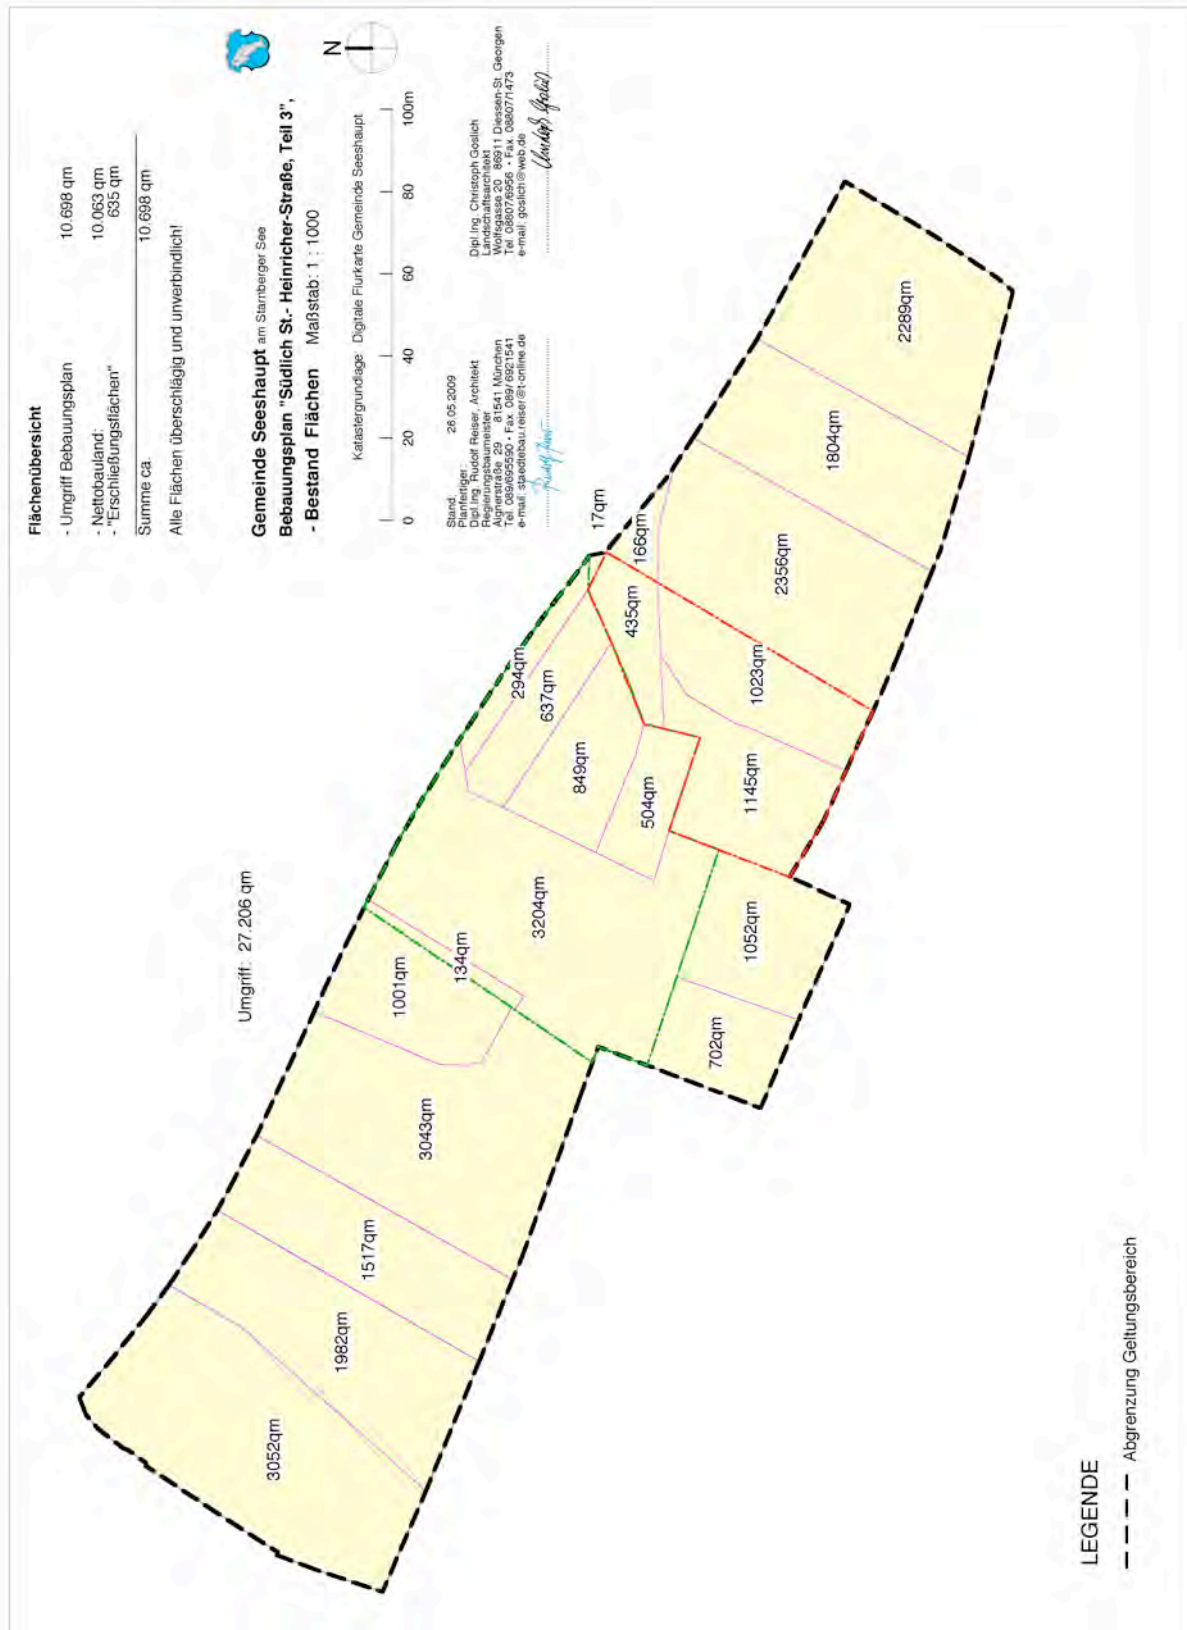 Flächenübersicht
- Umgriff Bebauungsplan 10.698 qm
- Nettobauland: 10.063 qm
- "Erschließungsflächen" 635 qm
Summe ca. 10.698 qm
Alle Flächen überschlägig und unverbindlich!
Gemeinde Seeshaupt am Starnberger See
Bebauungsplan "Südlich St.- Heinricher-Straße, Teil 3",
- Bestand Flächen Maßstab: 1 : 1000
N
Katastergrundlage Digitale Flurkarte Gemeinde Seeshaupt
0 20 40 60 80 100m
Stand: 26.05.2009
Planfertiger:
Dipl.Ing. Rudolf Reiser, Architekt
Regierungsbaumeister
Aignerstraße 29 81541 München
Tel. 089/695590 - Fax. 089/ 6921541
e-mail: staedtebau.reiser@t-online.de
Dipl.Ing. Christoph Goslich
Landschaftsarchitekt
Wolfsgasse 20 86911 Diessen-St. Georgen
Tel. 08807/6956 - Fax. 08807/1473
e-mail: goslich@web.de
Umgriff: 27.206 qm
3052qm
1982qm
1517qm
3043qm
1001qm
134qm
3204qm
702qm
1052qm
294qm
637qm
849qm
504qm
17qm
166qm
435qm
1023qm
1145qm
2356qm
1804qm
2289qm
LEGENDE
Abgrenzung Geltungsbereich